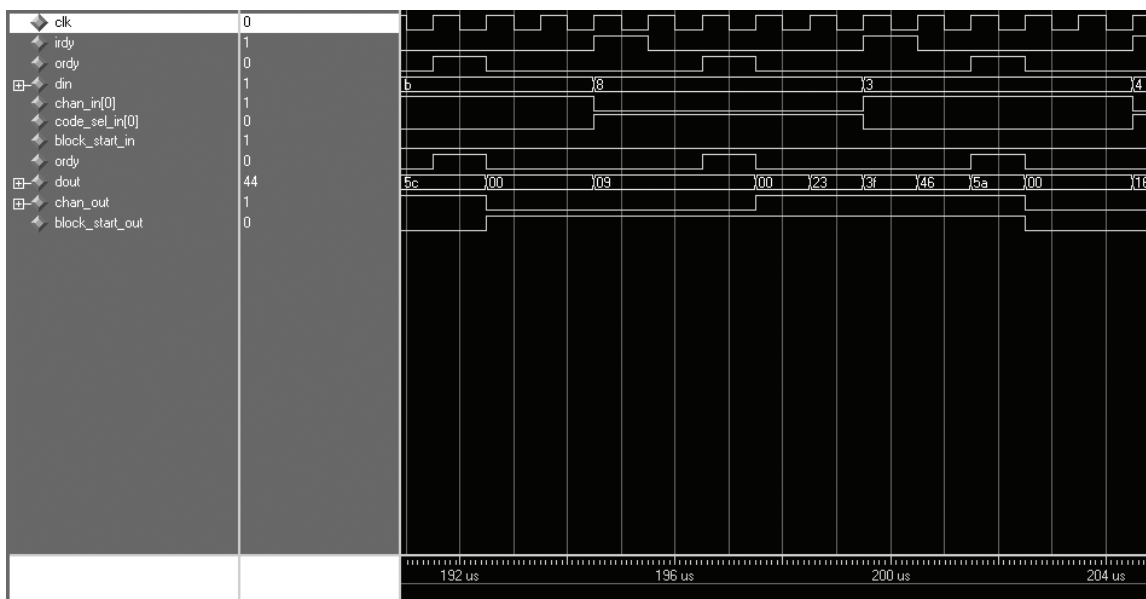 clk 0
irdy 1
ordy 0
din 1 b 8 3 4
chan_in[0] 1
code_sel_in[0] 0
block_start_in 1
ordy 0
dout 44 5c 00 09 00 23 3f 46 5a 00 16
chan_out 1
block_start_out 0
192 us 196 us 200 us 204 us